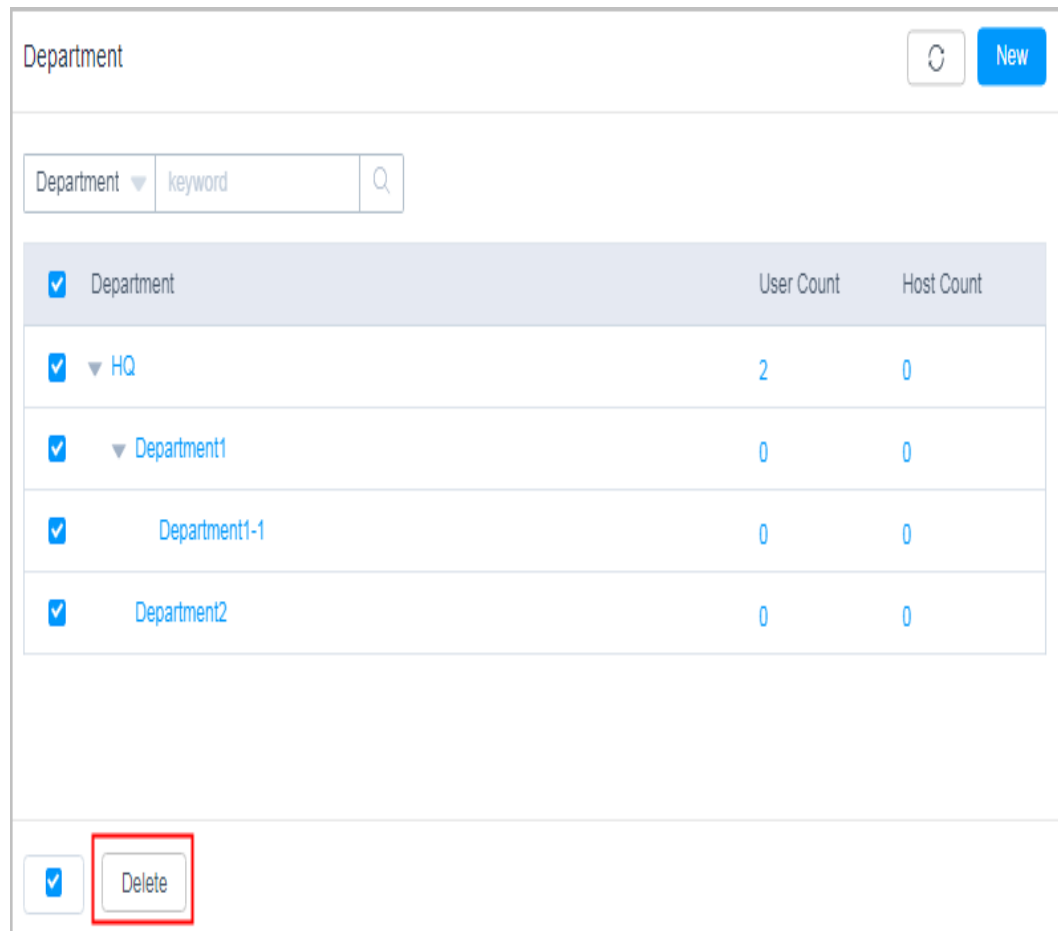 Department New
Department keyword
Department User Count Host Count
HQ 2 0
Department1 0 0
Department1-1 0 0
Department2 0 0
Delete